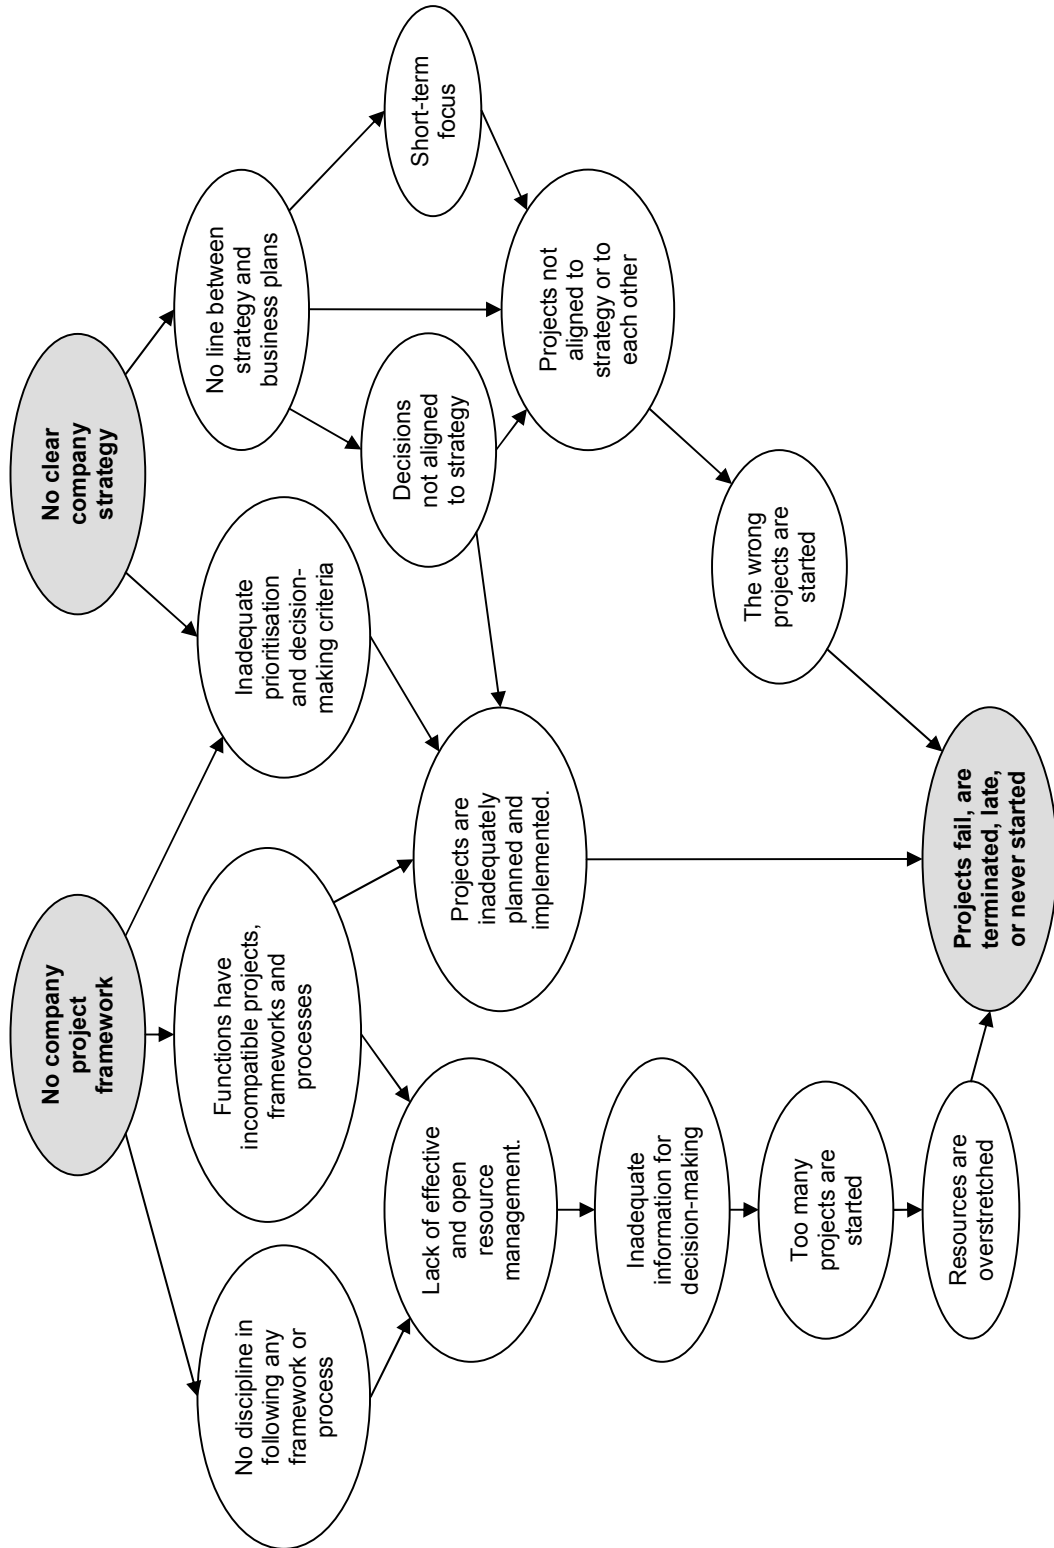 No company
project
framework
No clear
company
strategy
No discipline in
following any
framework or
process
Functions have
incompatible projects,
frameworks and
processes
Inadequate
prioritisation
and decision-
making criteria
No line between
strategy and
business plans
Lack of effective
and open
resource
management.
Projects are
inadequately
planned and
implemented.
Decisions
not aligned
to strategy
Short-term
focus
Inadequate
information for
decision-making
Projects not
aligned to
strategy or to
each other
Too many
projects are
started
The wrong
projects are
started
Resources are
overstretched
Projects fail, are
terminated, late,
or never started